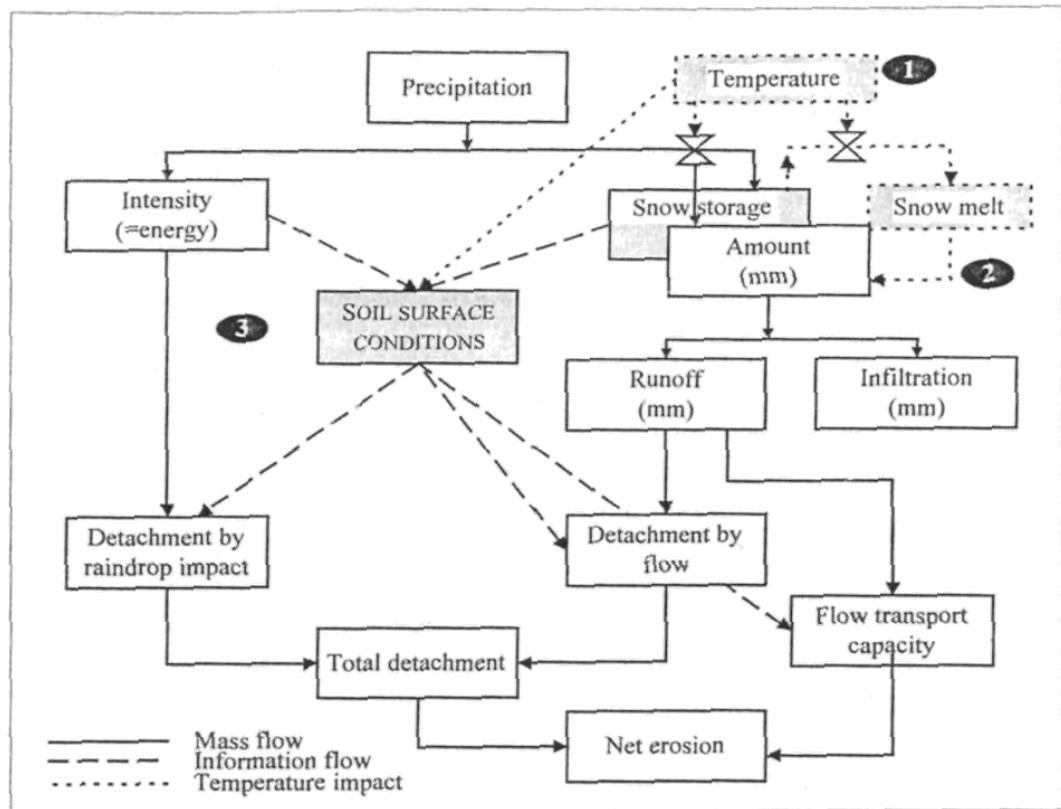 Precipitation
Temperature
1
Intensity
(=energy)
Snow storage
Snow melt
Amount
(mm)
2
3
SOIL SURFACE
CONDITIONS
Runoff
(mm)
Infiltration
(mm)
Detachment by
raindrop impact
Detachment by
flow
Flow transport
capacity
Total detachment
Net erosion
Mass flow
Information flow
Temperature impact